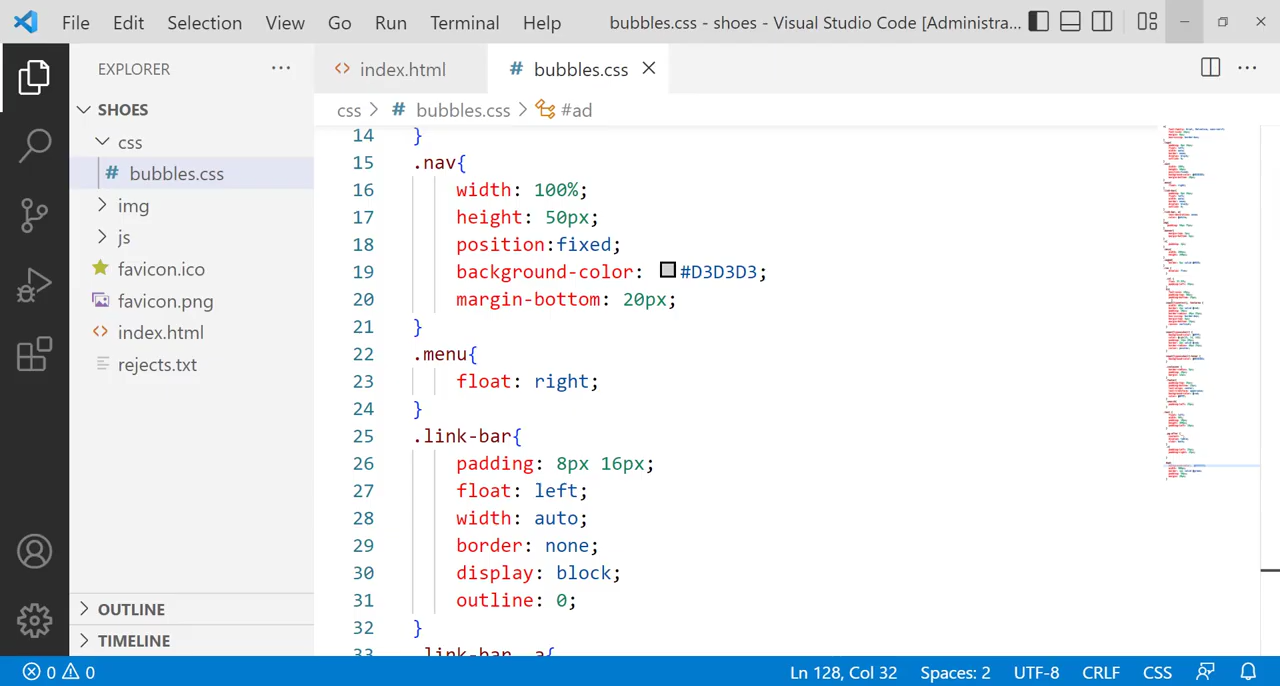 File Edit Selection View Go Run Terminal Help bubbles.css - shoes - Visual Studio Code [Administra...
EXPLORER
SHOES
css
# bubbles.css
img
js
favicon.ico
favicon.png
<> index.html
rejects.txt
OUTLINE
TIMELINE
<> index.html # bubbles.css
css > # bubbles.css > #ad
14 }
15 .nav{
16 width: 100%;
17 height: 50px;
18 position:fixed;
19 background-color: #D3D3D3;
20 margin-bottom: 20px;
21 }
22 .menu{
23 float: right;
24 }
25 .link-bar{
26 padding: 8px 16px;
27 float: left;
28 width: auto;
29 border: none;
30 display: block;
31 outline: 0;
32 }
33 .link-bar a{
0 0 Ln 128, Col 32 Spaces: 2 UTF-8 CRLF CSS